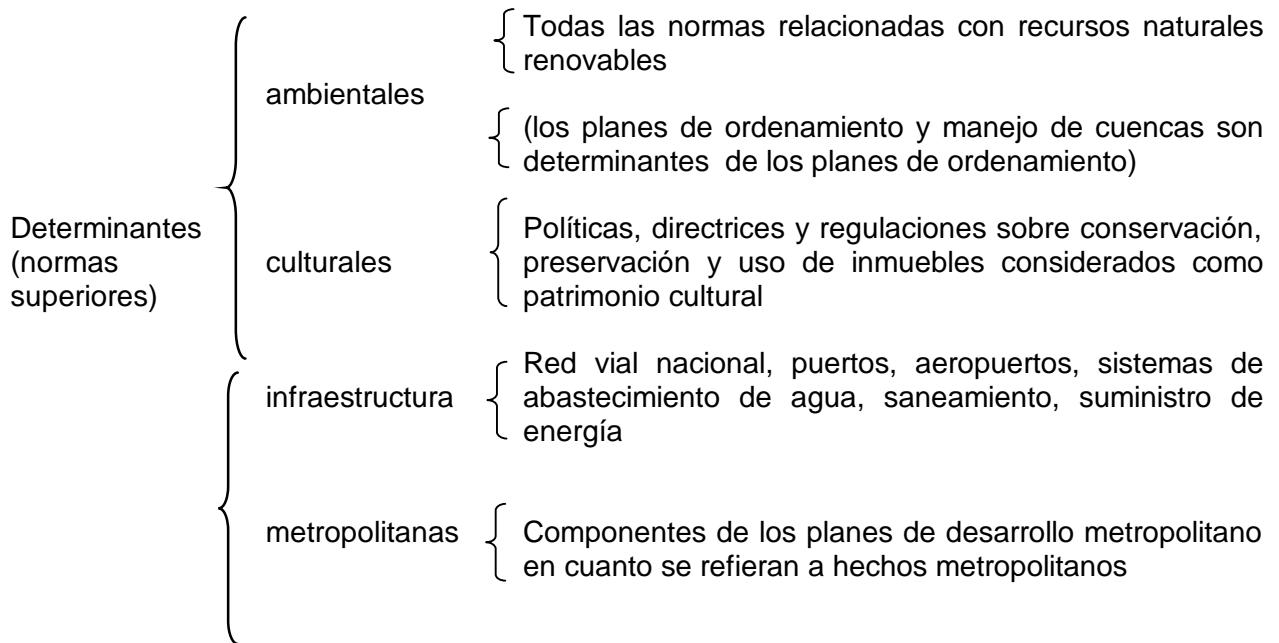 Todas las normas relacionadas con recursos naturales
renovables
ambientales
(los planes de ordenamiento y manejo de cuencas son
determinantes de los planes de ordenamiento)
Determinantes
(normas
superiores)
culturales
Políticas, directrices y regulaciones sobre conservación,
preservación y uso de inmuebles considerados como
patrimonio cultural
infraestructura
Red vial nacional, puertos, aeropuertos, sistemas de
abastecimiento de agua, saneamiento, suministro de
energía
metropolitanas
Componentes de los planes de desarrollo metropolitano
en cuanto se refieran a hechos metropolitanos